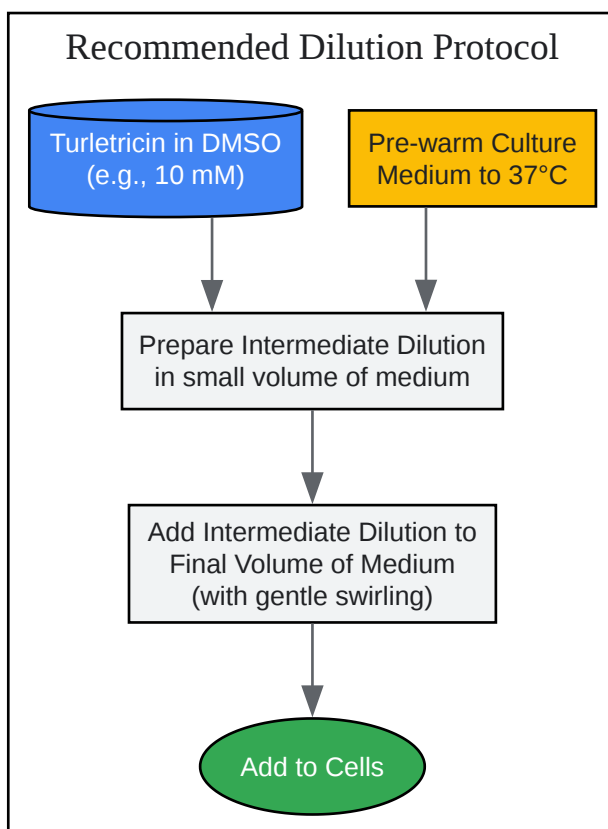 Recommended Dilution Protocol
Turletricin in DMSO
(e.g., 10 mM)
Pre-warm Culture
Medium to 37°C
Prepare Intermediate Dilution
in small volume of medium
Add Intermediate Dilution to
Final Volume of Medium
(with gentle swirling)
Add to Cells